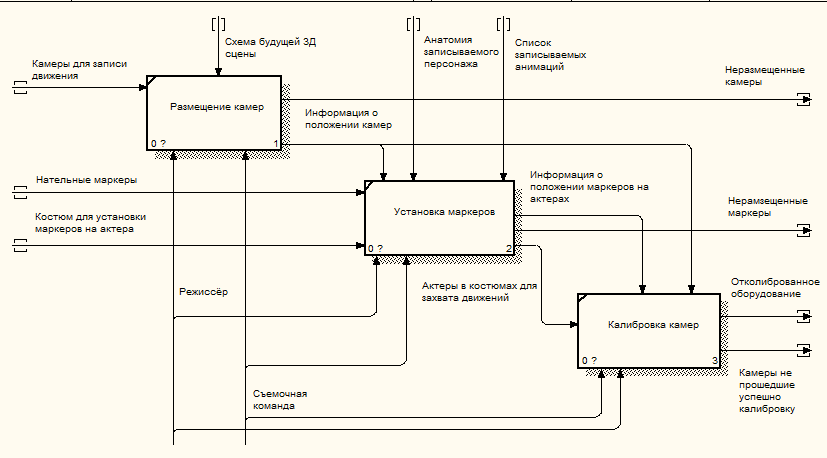 Камеры для записи
движения
Схема будущей 3Д
сцены
Анатомия
записываемого
персонажа
Список
записываемых
анимаций
Неразмещенные
камеры
Размещение камер
0 ?
1
Информация о
положении камер
Нательные маркеры
Костюм для установки
маркеров на актера
Установка маркеров
0 ?
2
Информация о
положении маркеров на
актерах
Нерамзещенные
маркеры
Режиссёр
Актеры в костюмах для
захвата движений
Отколиброванное
оборудование
Калибровка камер
0 ?
3
Камеры не
прошедшие
успешно
калибровку
Съемочная
команда